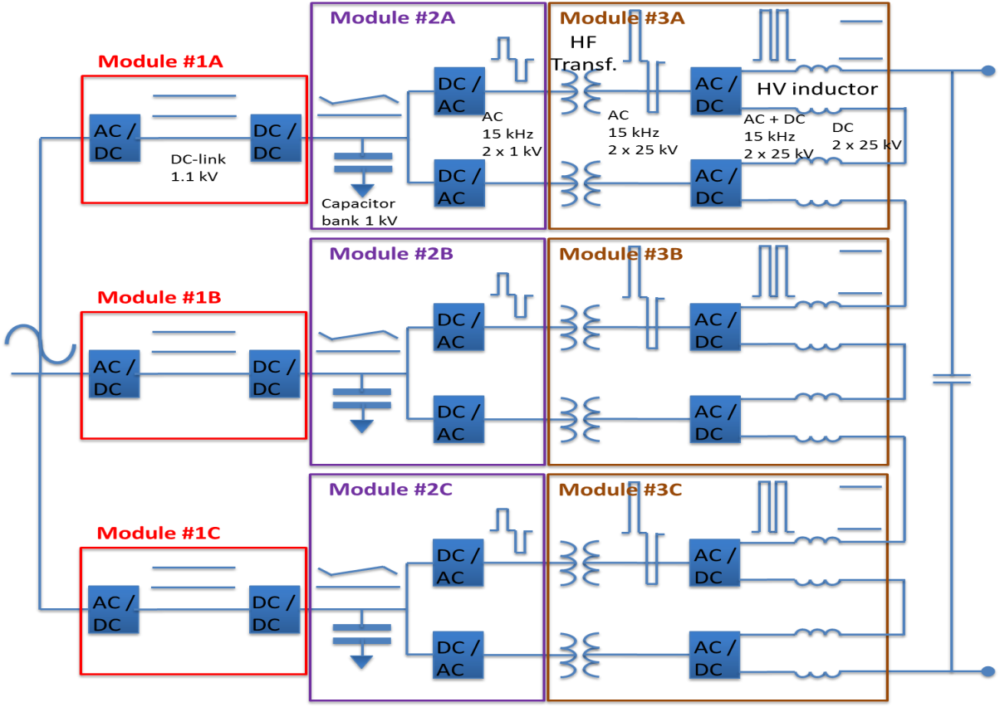 Module #2A
Module #3A
HF
Transf.
Module #1A
DC /
AC
AC /
DC
HV inductor
AC /
DC
DC /
DC
DC-link
1.1 kV
AC
15 kHz
2 x 1 kV
AC
15 kHz
2 x 25 kV
AC + DC
15 kHz
2 x 25 kV
DC
2 x 25 kV
DC /
AC
AC /
DC
Capacitor
bank 1 kV
Module #2B
Module #3B
Module #1B
DC /
AC
AC /
DC
AC /
DC
DC /
DC
DC /
AC
AC /
DC
Module #2C
Module #3C
Module #1C
DC /
AC
AC /
DC
AC /
DC
DC /
DC
DC /
AC
AC /
DC